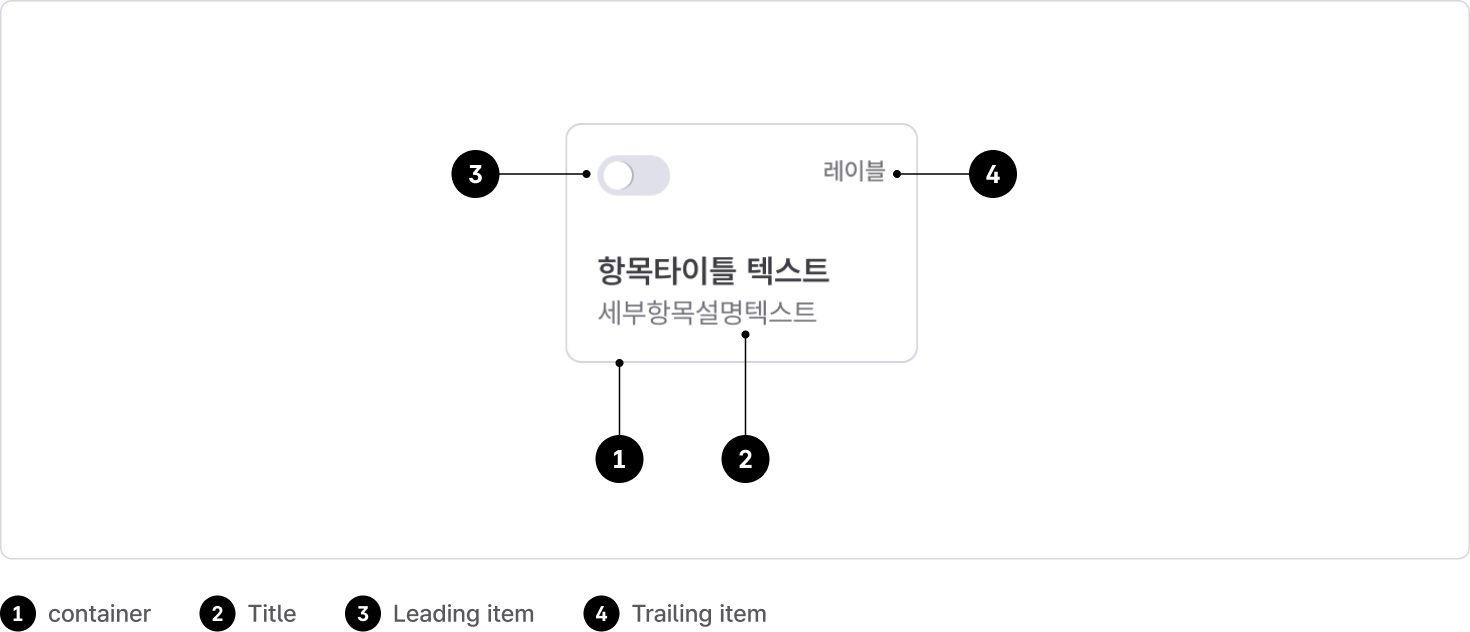 3
레이블
4
항목타이틀 텍스트
세부항목설명텍스트
1
2
1 container
2 Title
3 Leading item
4 Trailing item